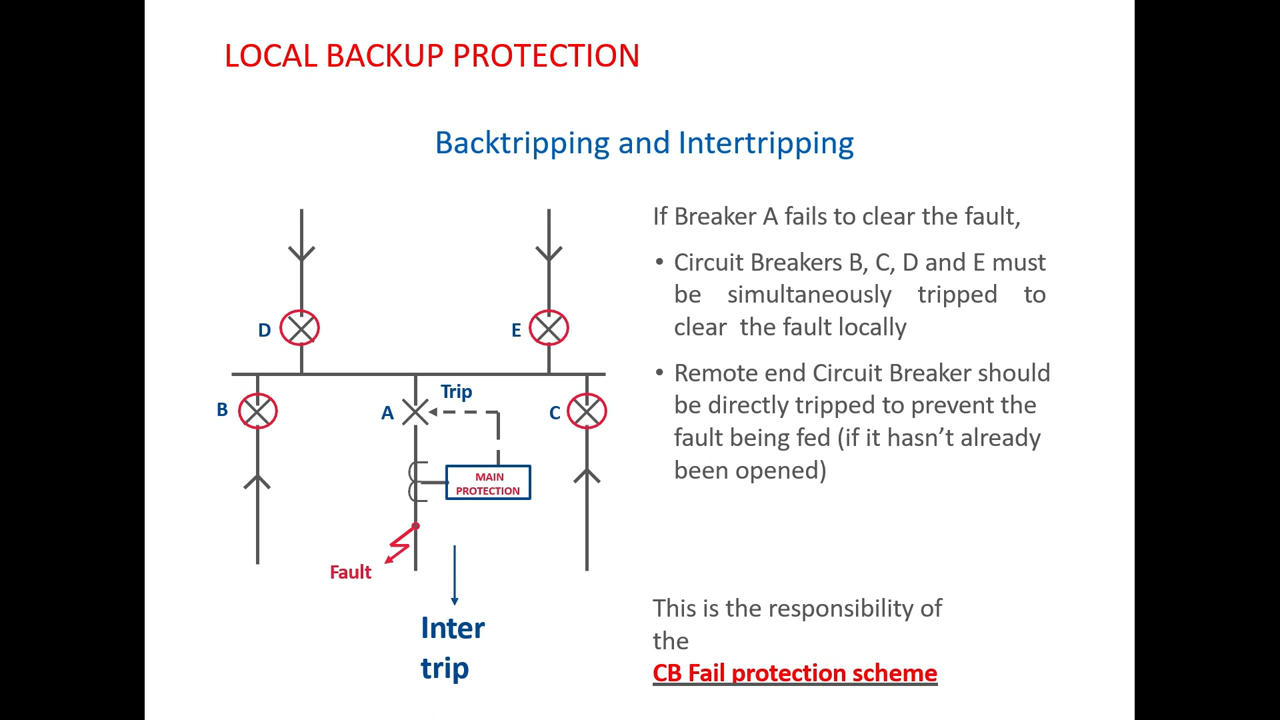 LOCAL BACKUP PROTECTION
Backtripping and Intertripping
If Breaker A fails to clear the fault,
• Circuit Breakers B, C, D and E must
be simultaneously tripped to
clear the fault locally
• Remote end Circuit Breaker should
be directly tripped to prevent the
fault being fed (if it hasn’t already
been opened)
This is the responsibility of
the
CB Fail protection scheme
D
E
B
A
Trip
C
MAIN
PROTECTION
Fault
Inter
trip